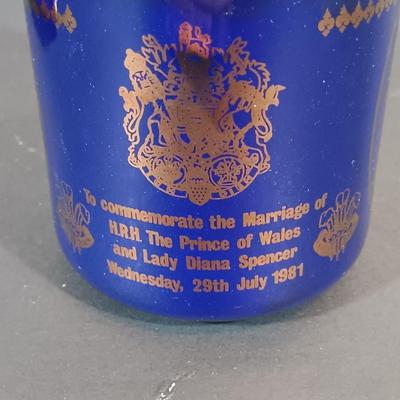 To commemorate the Marriage of
H.R.H. The Prince of Wales
and Lady Diana Spencer
Wednesday, 29th July 1981